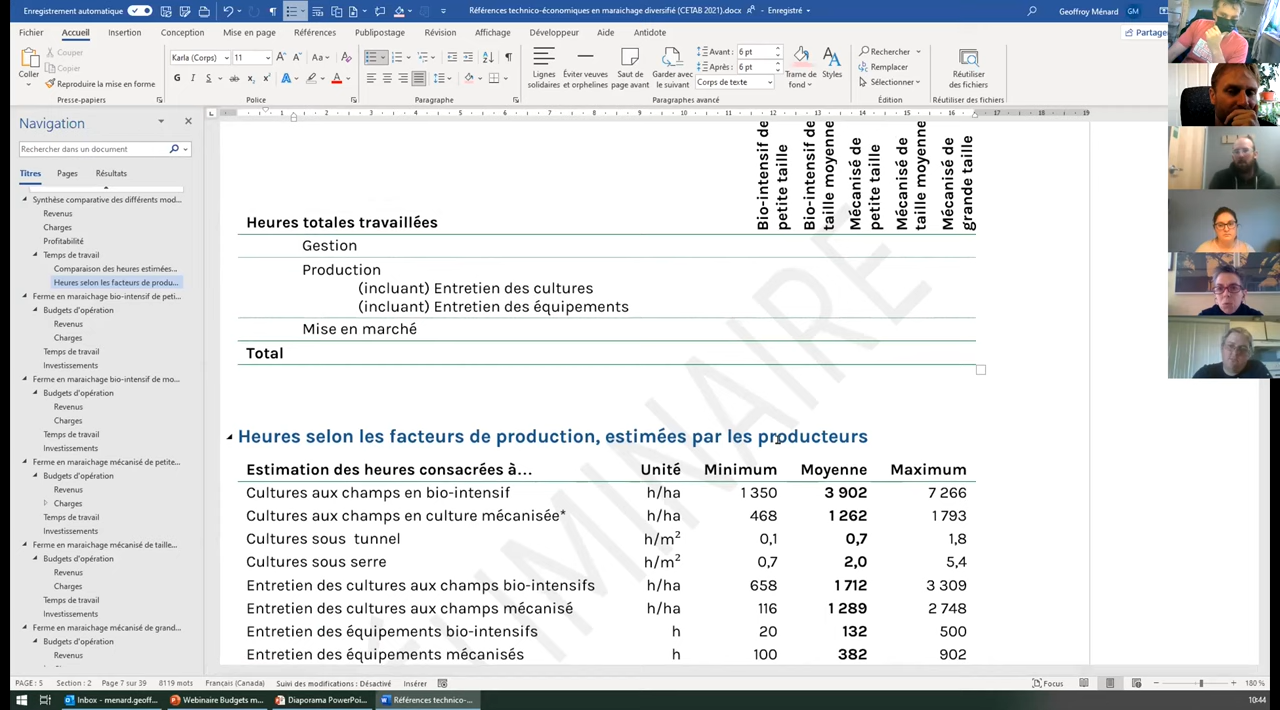 Enregistrement automatique
Références technico-économiques en maraichage diversifié (CETAB 2021).docx
Enregistré
Geoffroy Ménard
GM
Fichier
Accueil
Insertion
Conception
Mise en page
Références
Publipostage
Révision
Affichage
Développeur
Aide
Antidote
Partage
Coller
Couper
Copier
Reproduire la mise en forme
Presse-papiers
Karla (Corps)
11
Police
Paragraphe
Lignes solidaires
Éviter veuves et orphelines
Saut de page avant
Garder avec le suivant
Avant: 6 pt
Après: 6 pt
Corps de texte
Paragraphes avancé
Trame de fond
Styles
Rechercher
Remplacer
Sélectionner
Édition
Réutiliser des fichiers
Réutiliser des fichiers
Navigation
Rechercher dans un document
Titres
Pages
Résultats
Synthèse comparative des différents mod...
Revenus
Charges
Profitabilité
Temps de travail
Comparaison des heures estimées...
Heures selon les facteurs de produ...
Ferme en maraichage bio-intensif de peti...
Budgets d'opération
Revenus
Charges
Temps de travail
Investissements
Ferme en maraichage bio-intensif de mo...
Budgets d'opération
Revenus
Charges
Temps de travail
Investissements
Ferme en maraichage mécanisé de petite...
Budgets d'opération
Revenus
Charges
Temps de travail
Investissements
Ferme en maraichage mécanisé de taille...
Budgets d'opération
Revenus
Charges
Temps de travail
Investissements
Ferme en maraichage mécanisé de grand...
Budgets d'opération
Revenus
Bio-intensif de petite taille
Bio-intensif de taille moyenne
Mécanisé de petite taille
Mécanisé de taille moyenne
Mécanisé de grande taille
Heures totales travaillées
Gestion
Production
(incluant) Entretien des cultures
(incluant) Entretien des équipements
Mise en marché
Total
Heures selon les facteurs de production, estimées par les producteurs
Estimation des heures consacrées à... Unité Minimum Moyenne Maximum
Cultures aux champs en bio-intensif h/ha 1 350 3 902 7 266
Cultures aux champs en culture mécanisée* h/ha 468 1 262 1 793
Cultures sous tunnel h/m² 0,1 0,7 1,8
Cultures sous serre h/m² 0,7 2,0 5,4
Entretien des cultures aux champs bio-intensifs h/ha 658 1 712 3 309
Entretien des cultures aux champs mécanisé h/ha 116 1 289 2 748
Entretien des équipements bio-intensifs h 20 132 500
Entretien des équipements mécanisés h 100 382 902
LIMINAIRE
PAGE : 5
Section : 2
Page 7 sur 39
8119 mots
Français (Canada)
Suivi des modifications : Désactivé
Insérer
Focus
180 %
Inbox - menard.geoff...
Webinaire Budgets m...
Diaporama PowerPoi...
Références technico-...
10:44